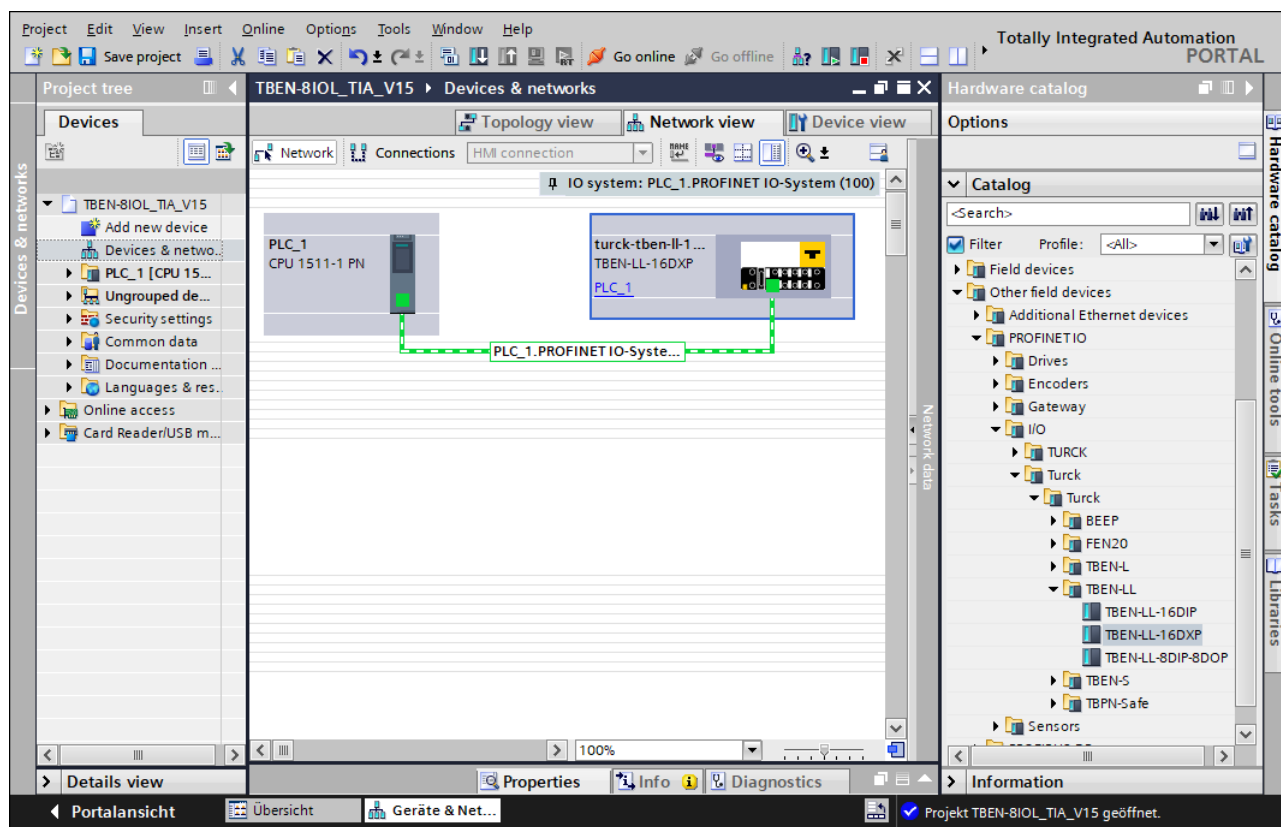 Project Edit View Insert Online Options Tools Window Help
Totally Integrated Automation
PORTAL
Save project Go online Go offline
Project tree
Devices
Devices & networks
TBEN-8IOL_TIA_V15
Add new device
Devices & netwo..
PLC_1 [CPU 15...
Ungrouped de...
Security settings
Common data
Documentation ...
Languages & res..
Online access
Card Reader/USB m...
Details view
TBEN-8IOL_TIA_V15 Devices & networks
Topology view Network view Device view
Network Connections HMI connection
IO system: PLC_1.PROFINET IO-System (100)
PLC_1
CPU 1511-1 PN
turck-tben-ll-1...
TBEN-LL-16DXP
PLC_1
PLC_1.PROFINET IO-Syste...
Network data
100%
Properties Info Diagnostics
Hardware catalog
Options
Catalog
<Search>
Filter Profile: <All>
Field devices
Other field devices
Additional Ethernet devices
PROFINET IO
Drives
Encoders
Gateway
I/O
TURCK
Turck
Turck
BEEP
FEN20
TBEN-L
TBEN-LL
TBEN-LL-16DIP
TBEN-LL-16DXP
TBEN-LL-8DIP-8DOP
TBEN-S
TBPN-Safe
Sensors
Information
Hardware catalog
Online tools
Tasks
Libraries
Portalansicht Übersicht Geräte & Net... Projekt TBEN-8IOL_TIA_V15 geöffnet.